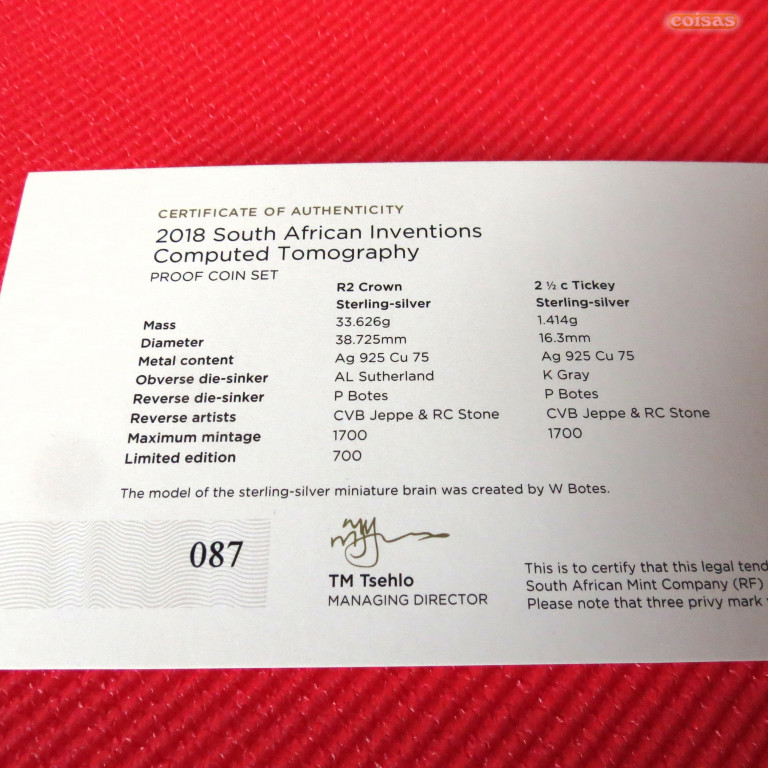 coisas
CERTIFICATE OF AUTHENTICITY
2018 South African Inventions
Computed Tomography
PROOF COIN SET
R2 Crown 2 ½ c Tickey
Sterling-silver Sterling-silver
Mass 33.626g 1.414g
Diameter 38.725mm 16.3mm
Metal content Ag 925 Cu 75 Ag 925 Cu 75
Obverse die-sinker AL Sutherland K Gray
Reverse die-sinker P Botes P Botes
Reverse artists CVB Jeppe & RC Stone CVB Jeppe & RC Stone
Maximum mintage 1700 1700
Limited edition 700
The model of the sterling-silver miniature brain was created by W Botes.
087
TM Tsehlo
MANAGING DIRECTOR
This is to certify that this legal tend
South African Mint Company (RF)
Please note that three privy mark